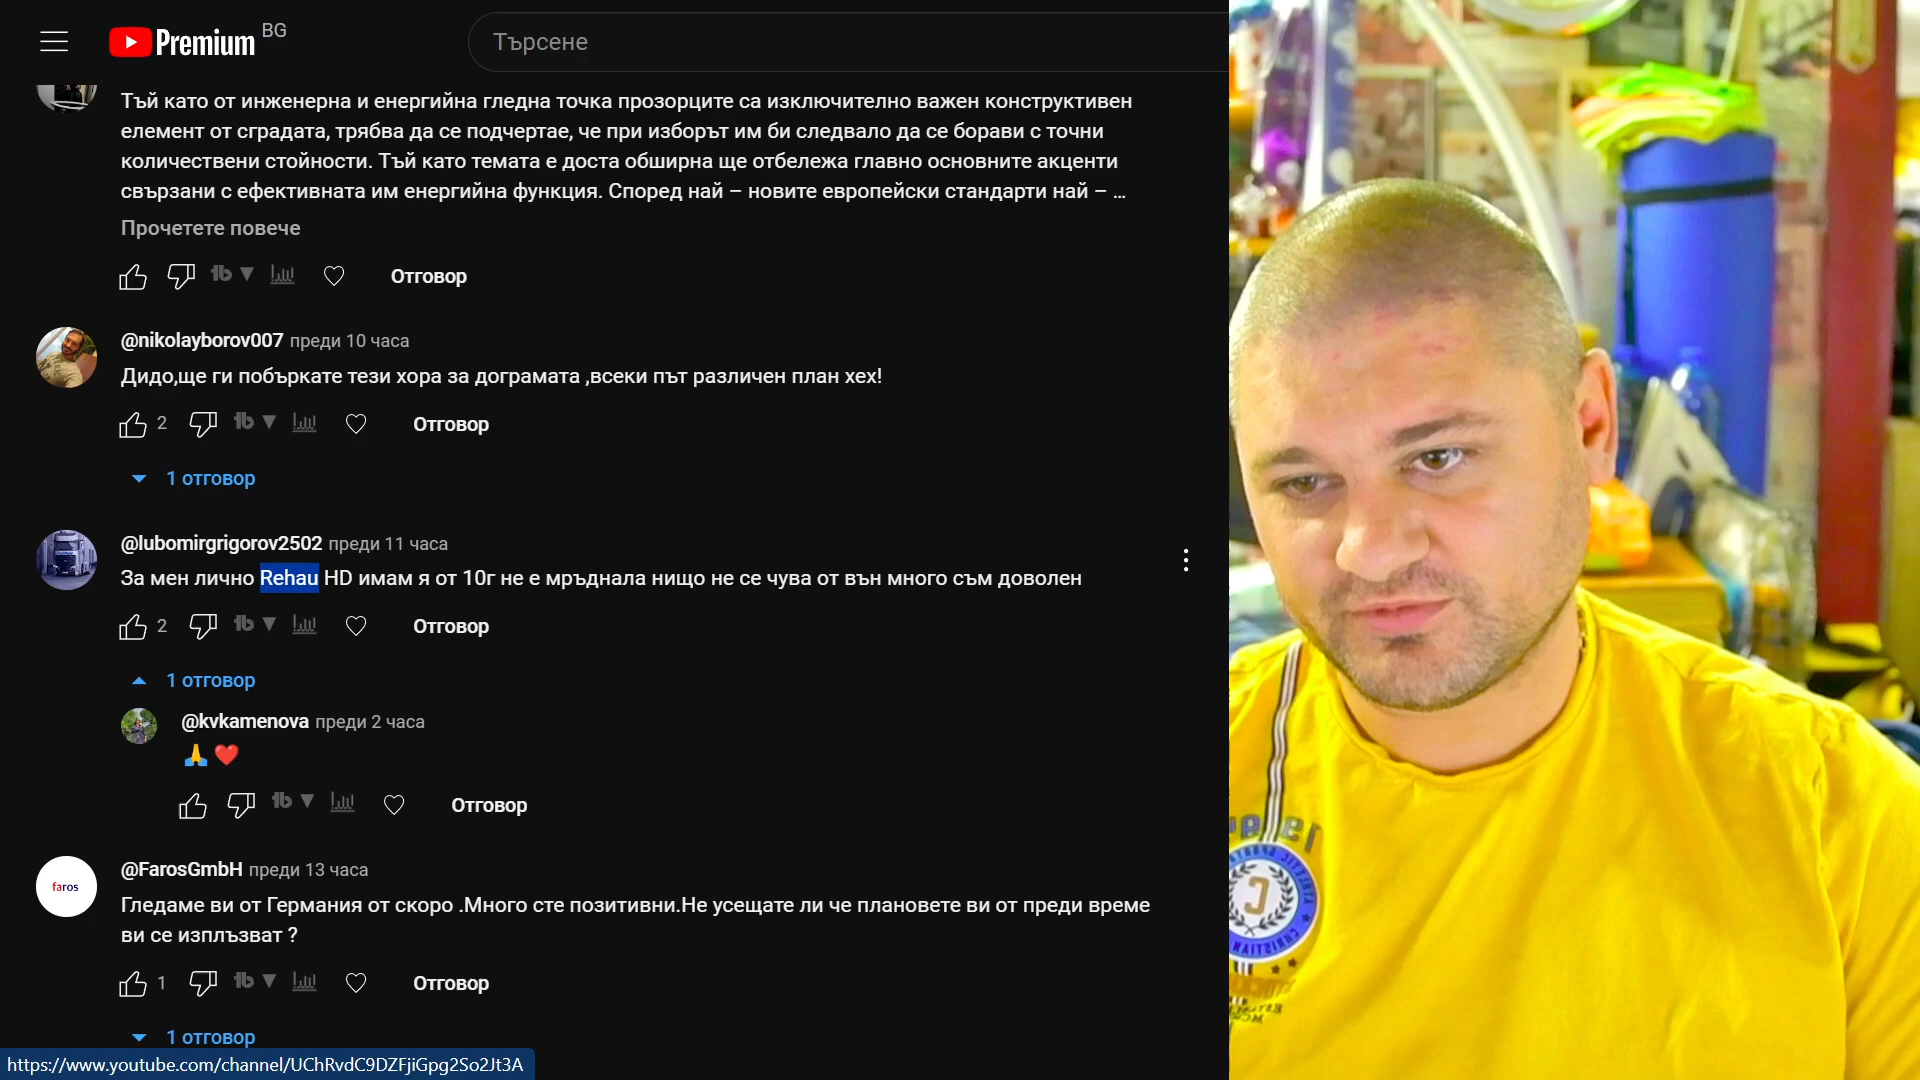 Premium BG
Търсене
Тъй като от инженерна и енергийна гледна точка прозорците са изключително важен конструктивен
елемент от сградата, трябва да се подчертае, че при изборът им би следвало да се борави с точни
количествени стойности. Тъй като темата е доста обширна ще отбележа главно основните акценти
свързани с ефективната им енергийна функция. Според най – новите европейски стандарти най – ...
Прочетете повече
Отговор
@nikolayborov007 преди 10 часа
Дидо,ще ги побъркате тези хора за дограмата ,всеки път различен план хех!
2 Отговор
1 отговор
@lubomirgrigorov2502 преди 11 часа
За мен лично Rehau HD имам я от 10г не е мръднала нищо не се чува от вън много съм доволен
2 Отговор
1 отговор
@kvkamenova преди 2 часа
🙏❤️
Отговор
faros
@FarosGmbH преди 13 часа
Гледаме ви от Германия от скоро .Много сте позитивни.Не усещате ли че плановете ви от преди време
ви се изплъзват ?
1 Отговор
1 отговор
https://www.youtube.com/channel/UChRvdC9DZFjiGpg2So2Jt3A